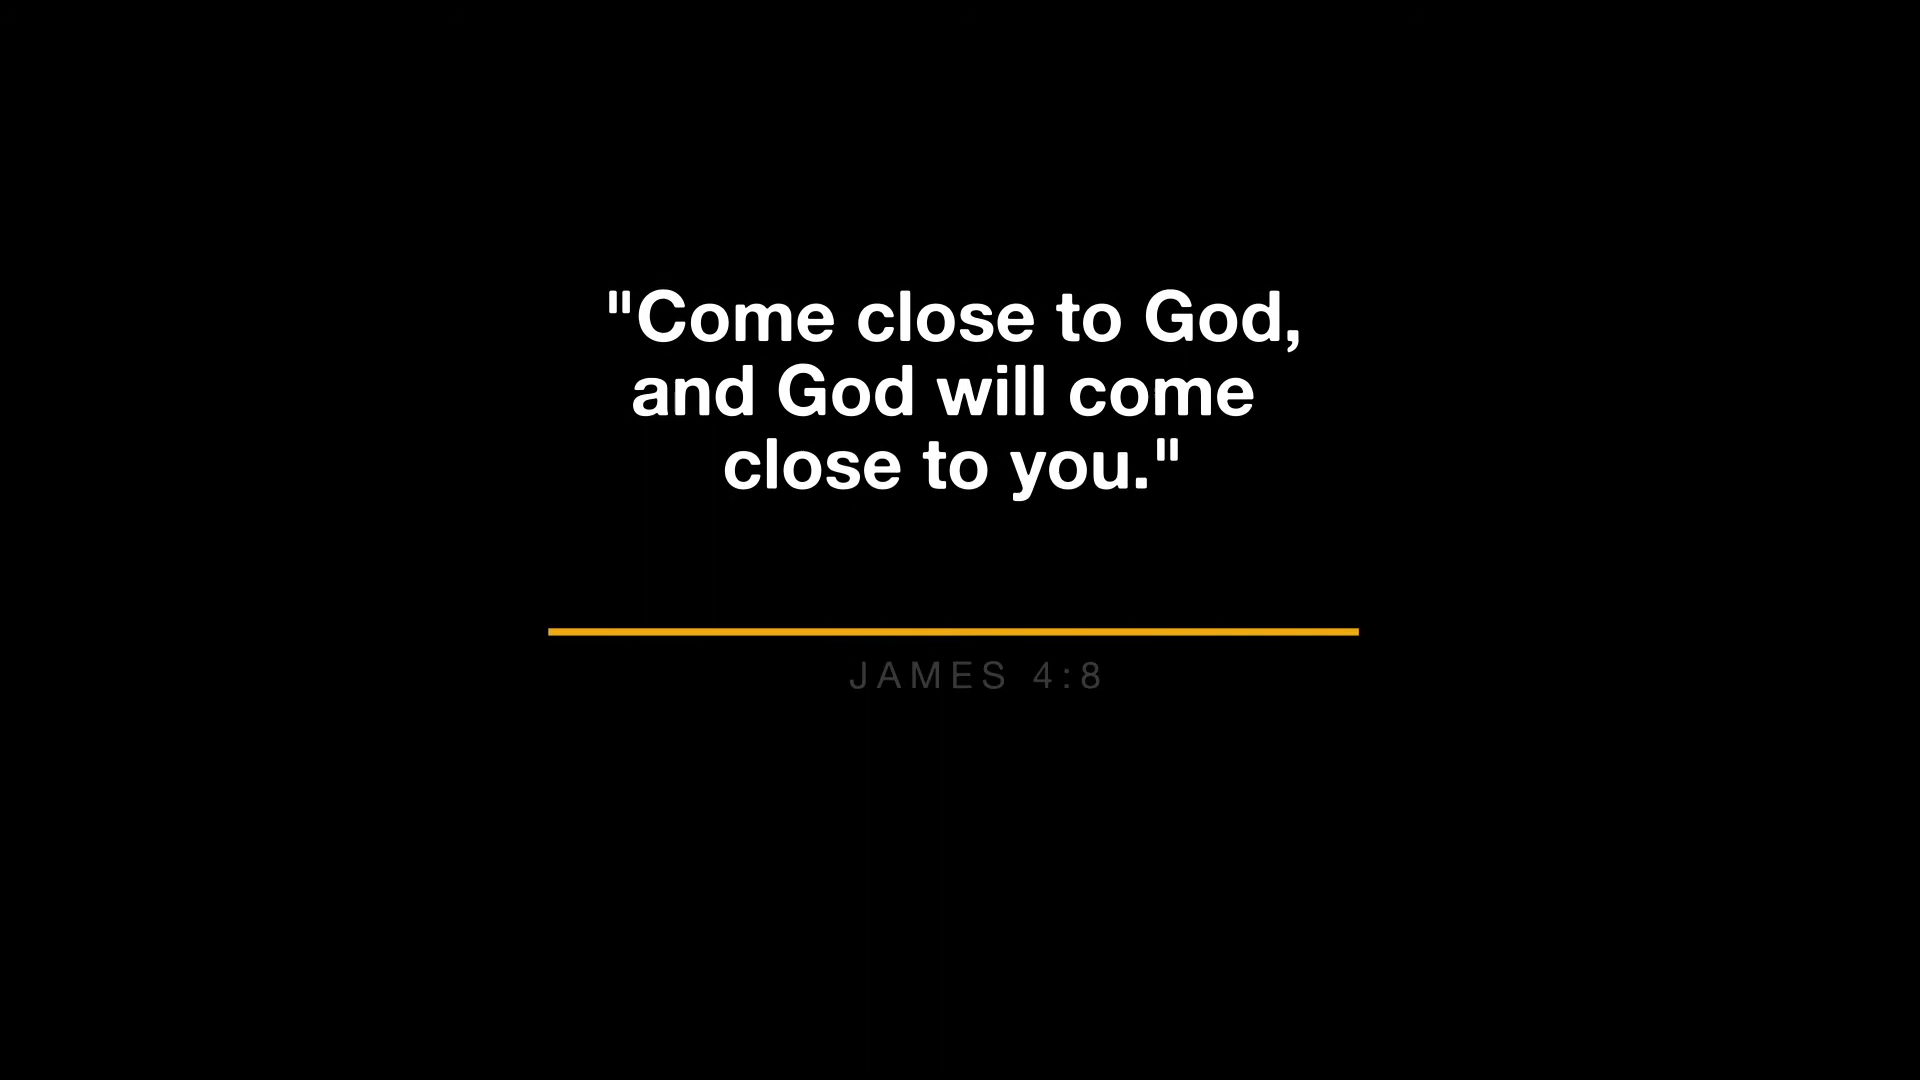 "Come close to God,
and God will come
close to you."
JAMES 4:8